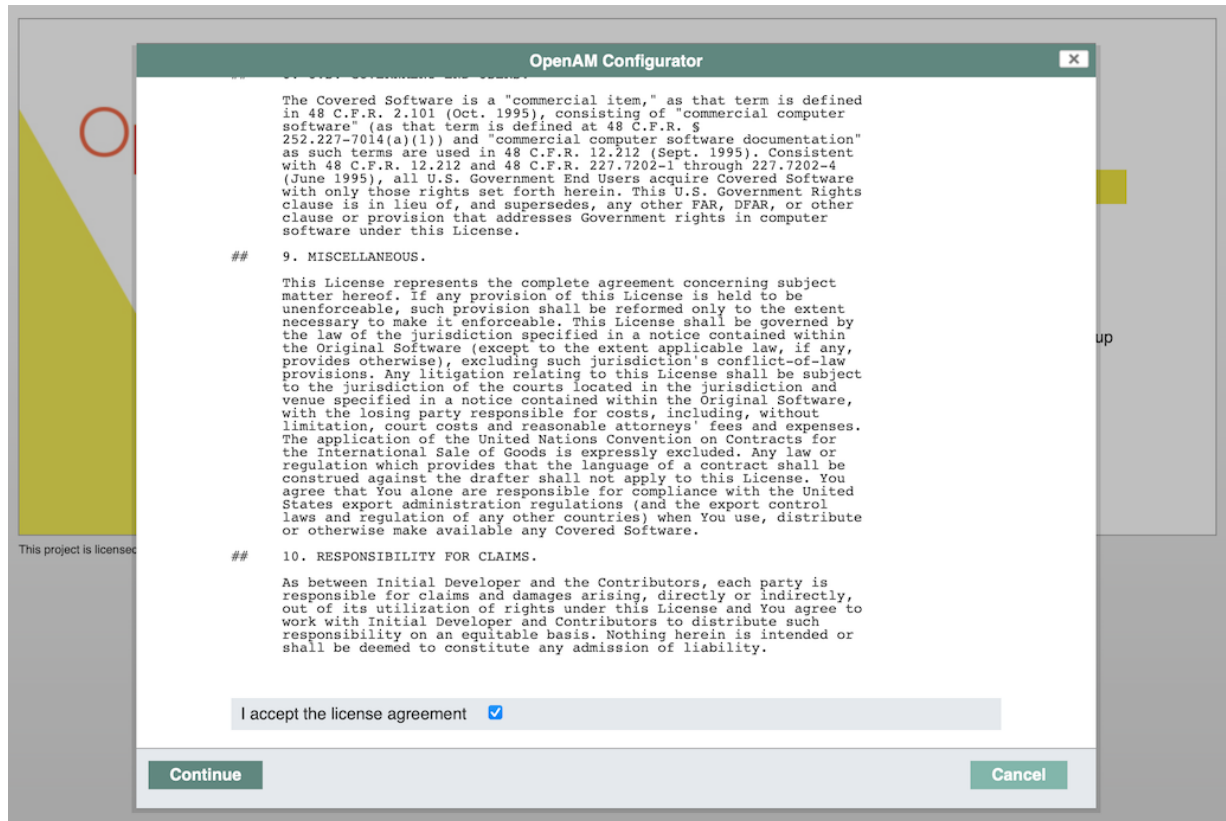 OpenAM Configurator
The Covered Software is a "commercial item," as that term is defined
in 48 C.F.R. 2.101 (Oct. 1995), consisting of "commercial computer
software" (as that term is defined at 48 C.F.R. §
252.227-7014(a)(1)) and "commercial computer software documentation"
as such terms are used in 48 C.F.R. 12.212 (Sept. 1995). Consistent
with 48 C.F.R. 12.212 and 48 C.F.R. 227.7202-1 through 227.7202-4
(June 1995), all U.S. Government End Users acquire Covered Software
with only those rights set forth herein. This U.S. Government Rights
clause is in lieu of, and supersedes, any other FAR, DFAR, or other
clause or provision that addresses Government rights in computer
software under this License.
## 9. MISCELLANEOUS.
This License represents the complete agreement concerning subject
matter hereof. If any provision of this License is held to be
unenforceable, such provision shall be reformed only to the extent
necessary to make it enforceable. This License shall be governed by
the law of the jurisdiction specified in a notice contained within
the Original Software (except to the extent applicable law, if any,
provides otherwise), excluding such jurisdiction's conflict-of-law
provisions. Any litigation relating to this License shall be subject
to the jurisdiction of the courts located in the jurisdiction and
venue specified in a notice contained within the Original Software,
with the losing party responsible for costs, including, without
limitation, court costs and reasonable attorneys' fees and expenses.
The application of the United Nations Convention on Contracts for
the International Sale of Goods is expressly excluded. Any law or
regulation which provides that the language of a contract shall be
construed against the drafter shall not apply to this License. You
agree that You alone are responsible for compliance with the United
States export administration regulations (and the export control
laws and regulation of any other countries) when You use, distribute
or otherwise make available any Covered Software.
up
This project is licensed
## 10. RESPONSIBILITY FOR CLAIMS.
As between Initial Developer and the Contributors, each party is
responsible for claims and damages arising, directly or indirectly,
out of its utilization of rights under this License and You agree to
work with Initial Developer and Contributors to distribute such
responsibility on an equitable basis. Nothing herein is intended or
shall be deemed to constitute any admission of liability.
I accept the license agreement
Continue
Cancel